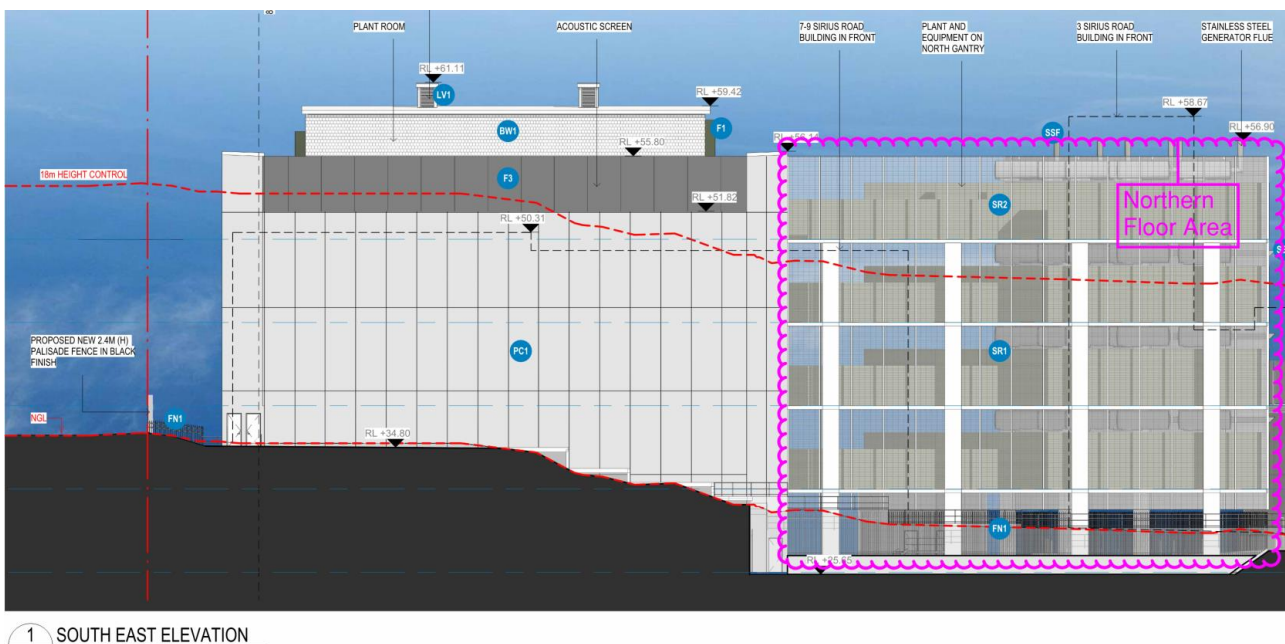 8
PLANT ROOM
ACOUSTIC SCREEN
7-9 SIRIUS ROAD
BUILDING IN FRONT
PLANT AND
EQUIPMENT ON
NORTH GANTRY
3 SIRIUS ROAD
BUILDING IN FRONT
STAINLESS STEEL
GENERATOR FLUE
RL +61.11
LV1
RL +59.42
RL +58.67
BW1
F1
SSF
RL +56.90
RL +55.80
18m HEIGHT CONTROL
F3
Northern
Floor Area
RL +51.82
SR2
RL +50.31
PROPOSED NEW 2.4M (H)
PALISADE FENCE IN BLACK
FINISH
PC1
SR1
NGL
FN1
RL +34.80
FN1
1
SOUTH EAST ELEVATION